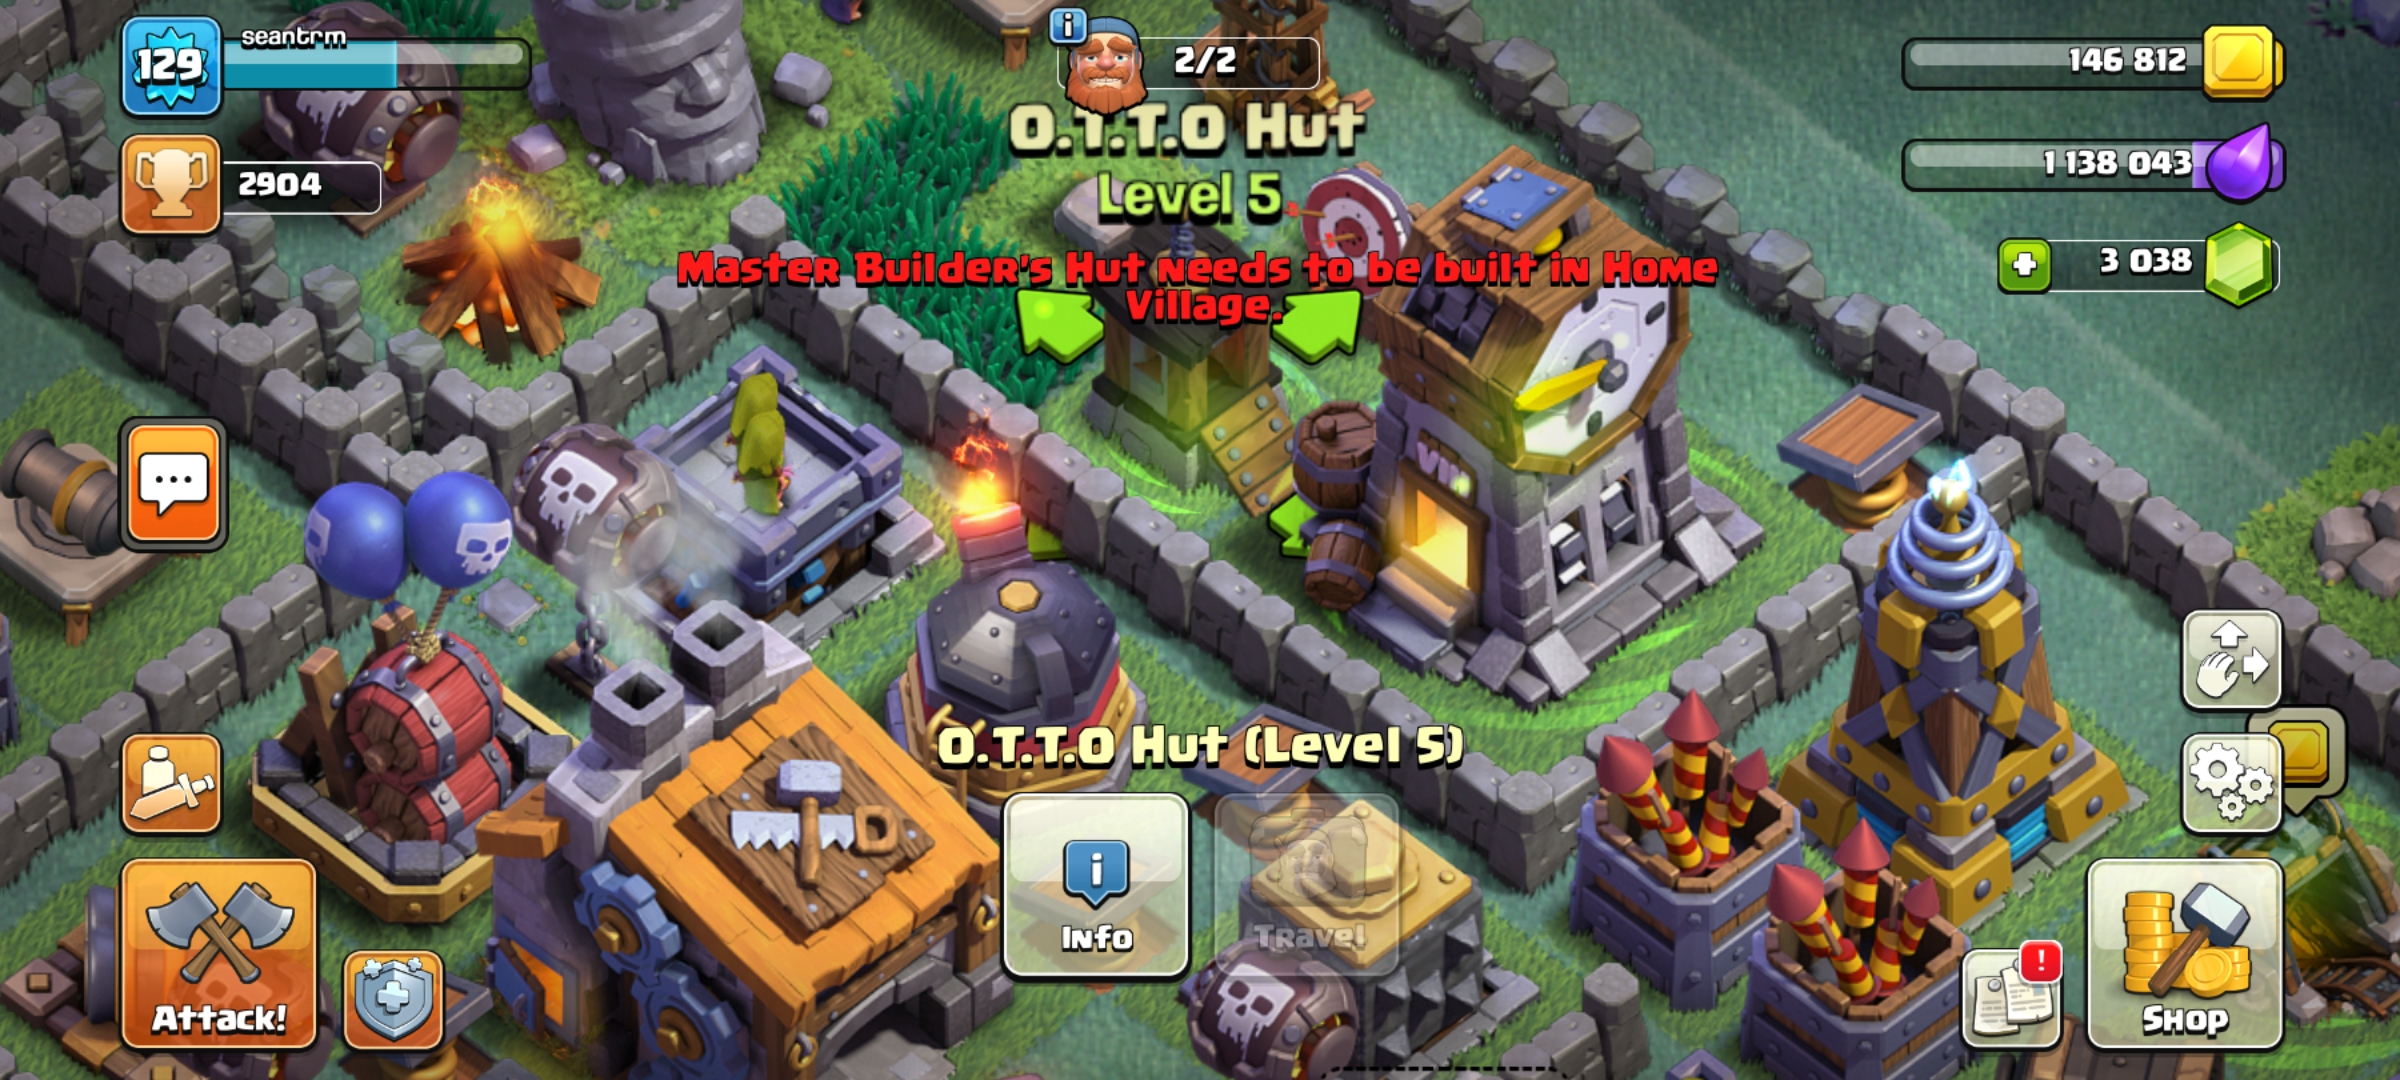 129
seantrm
2/2
146 812
O.T.T.O Hut
2904
1 138 043
Level 5
3 038
Master Builder's Hut needs to be built in Home
Village.
VII
O.T.T.O Hut (Level 5)
Info
Travel
Attack!
!
Shop